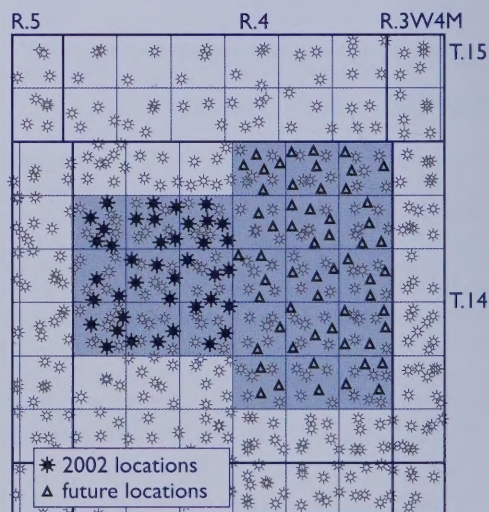 R.5 R.4 R.3W4M
T.15
T.14
2002 locations
future locations